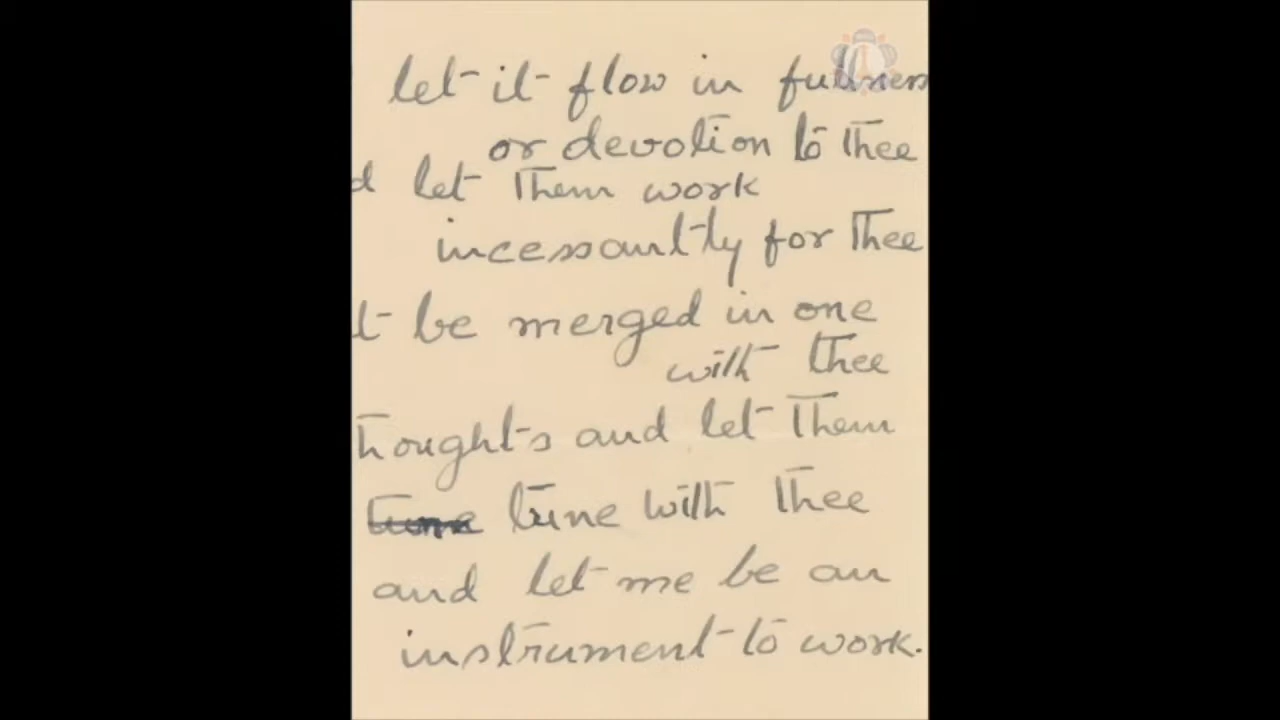 let it flow in fullness
or devotion to Thee
d let Them work
incessantly for Thee
t be merged in one
with Thee
houghts and let Them
tune tune with Thee
and let me be an
instrument to work.